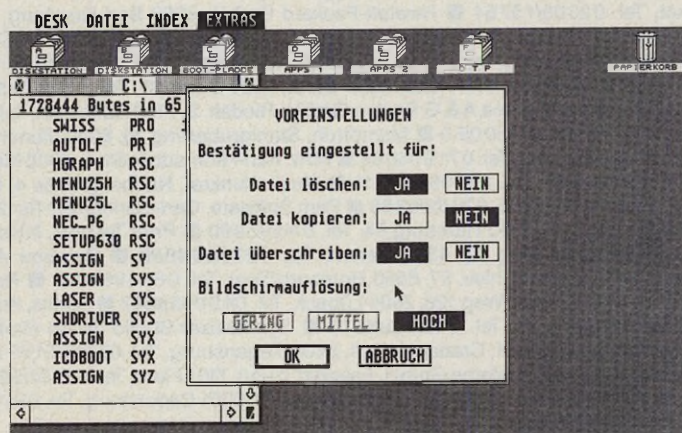 DESK DATEI INDEX EXTRAS
A B C D E F
DISKSTATION DISKSTATION BOOT-PLADDE APPS 1 APPS 2 D T P PAPIERKORB
C:\
1728444 Bytes in 65
SWISS PRO
AUTOLF PRT
HGRAPH RSC
MENU25H RSC
MENU25L RSC
NEC_P6 RSC
SETUP630 RSC
ASSIGN SY
ASSIGN SYS
LASER SYS
SHDRIVER SYS
ASSIGN SYX
ICDBOOT SYX
ASSIGN SYZ
VOREINSTELLUNGEN
Bestätigung eingestellt für:
Datei löschen: JA NEIN
Datei kopieren: JA NEIN
Datei überschreiben: JA NEIN
Bildschirmauflösung:
GERING MITTEL HOCH
OK ABBRUCH